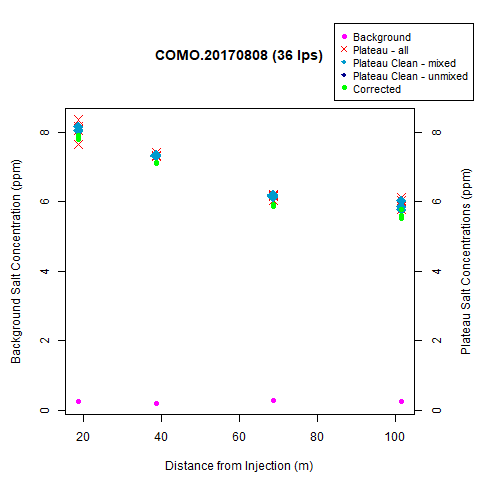 COMO.20170808 (36 lps)
Background
Plateau - all
Plateau Clean - mixed
Plateau Clean - unmixed
Corrected
Background Salt Concentration (ppm)
8
6
4
2
0
8
6
4
2
0
Plateau Salt Concentrations (ppm)
20 40 60 80 100
Distance from Injection (m)